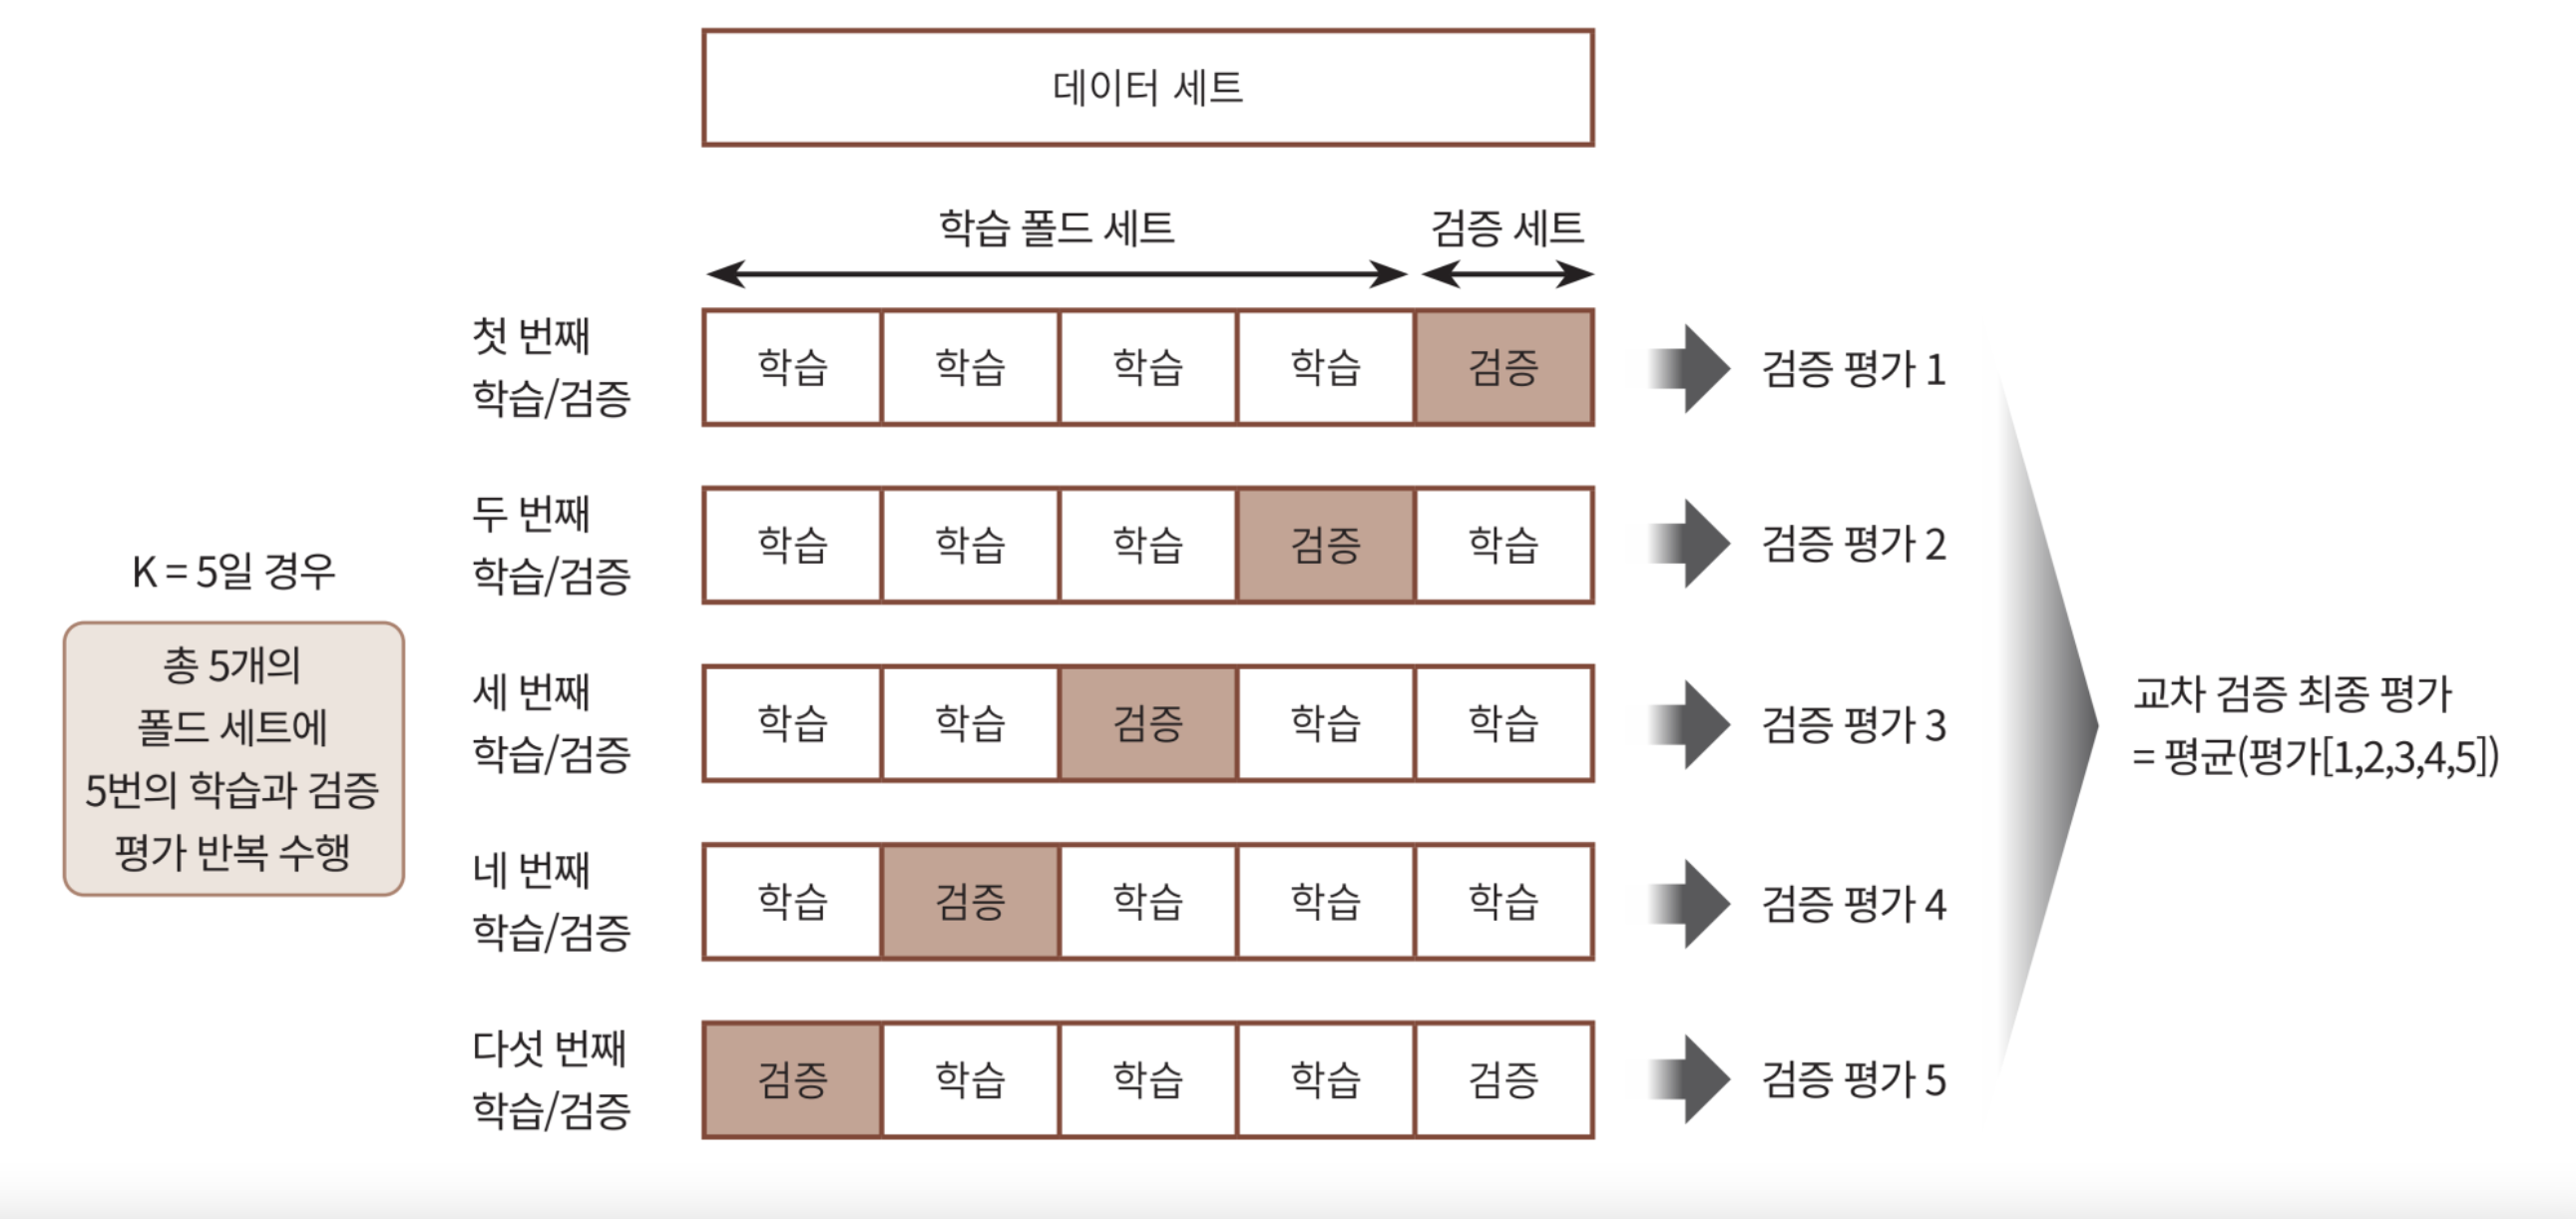 데이터 세트
학습 폴드 세트 검증 세트
첫 번째
학습/검증
학습 학습 학습 학습 검증
검증 평가 1
두 번째
학습/검증
학습 학습 학습 검증 학습
검증 평가 2
K = 5일 경우
총 5개의
폴드 세트에
5번의 학습과 검증
평가 반복 수행
세 번째
학습/검증
학습 학습 검증 학습 학습
검증 평가 3
네 번째
학습/검증
학습 검증 학습 학습 학습
검증 평가 4
다섯 번째
학습/검증
검증 학습 학습 학습 검증
검증 평가 5
교차 검증 최종 평가
= 평균(평가[1,2,3,4,5])